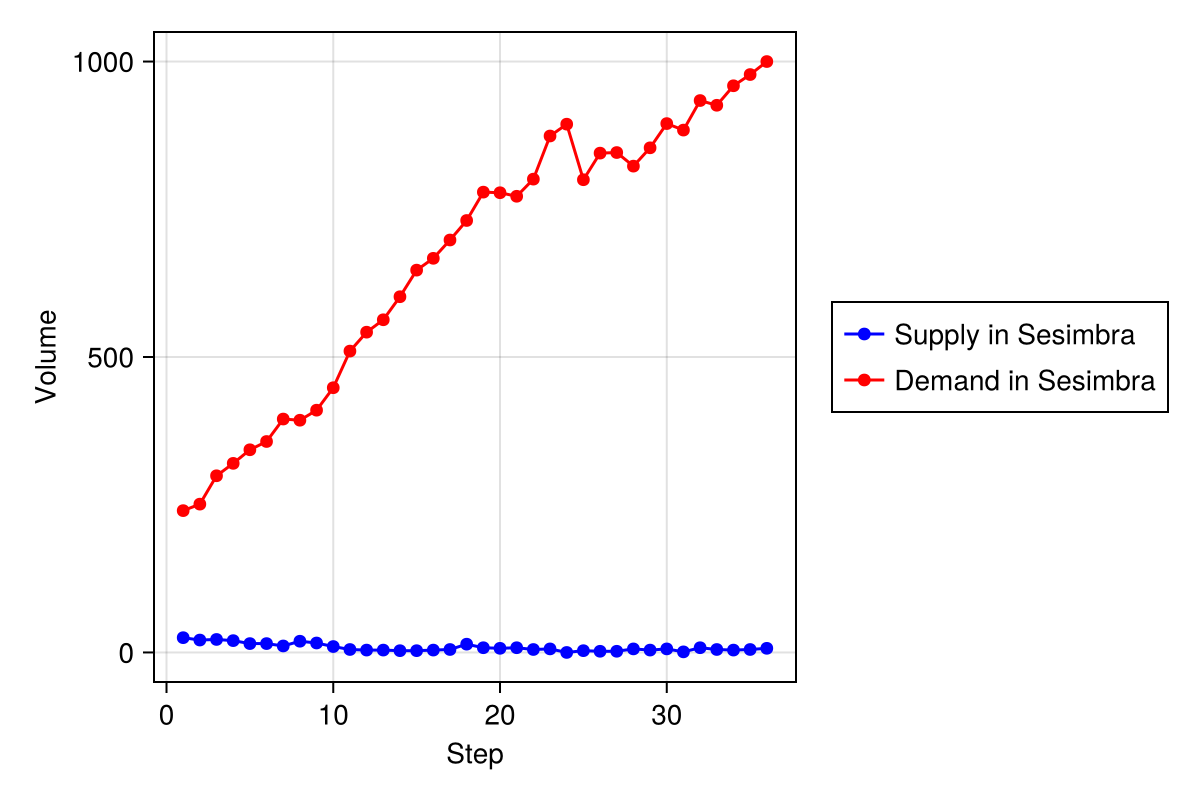 1000
500
0
Volume
0 10 20 30
Step
Supply in Sesimbra
Demand in Sesimbra